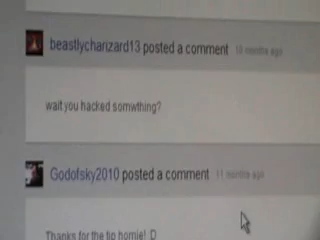 beastlycharizard13 posted a comment 10 months ago
wait you hacked somwthing?
Godofsky2010 posted a comment 11 months ago
Thanks for the tip homie! :D